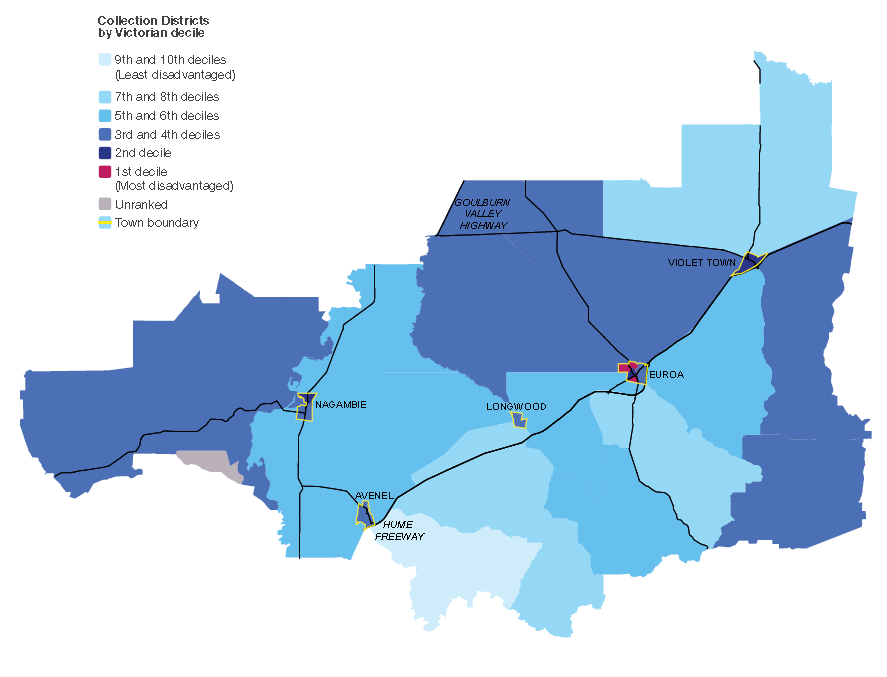 Collection Districts
by Victorian decile
9th and 10th deciles
(Least disadvantaged)
7th and 8th deciles
5th and 6th deciles
3rd and 4th deciles
2nd decile
1st decile
(Most disadvantaged)
Unranked
Town boundary
GOULBURN
VALLEY
HIGHWAY
VIOLET TOWN
EUROA
NAGAMBIE
LONGWOOD
AVENEL
HUME
FREEWAY